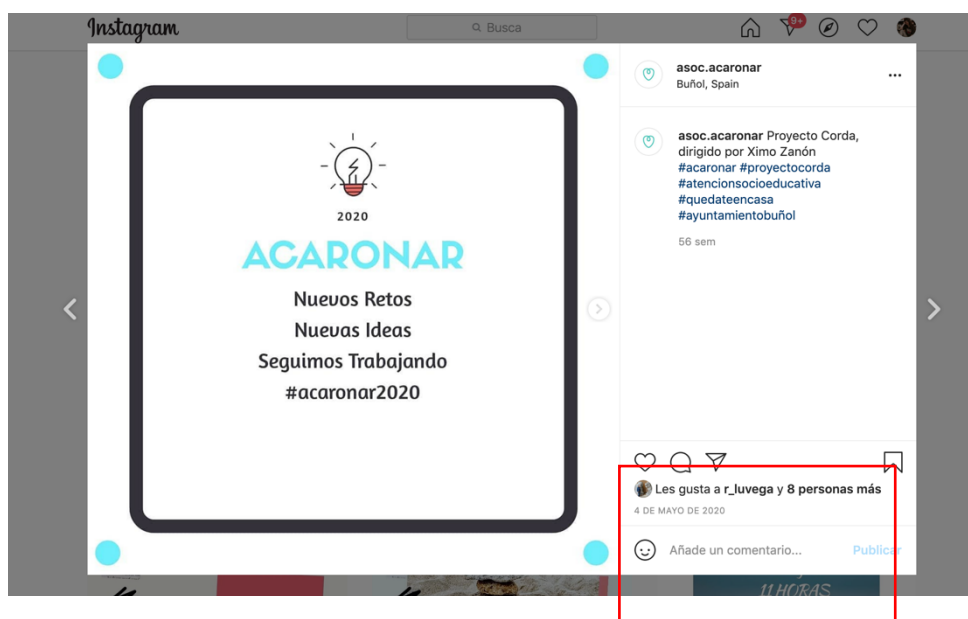 Instagram
Busca
9+
2020
ACARONAR
Nuevos Retos
Nuevas Ideas
Seguimos Trabajando
#acaronar2020
asoc.acaronar
Buñol, Spain
asoc.acaronar Proyecto Corda,
dirigido por Ximo Zanón
#acaronar #proyectocorda
#atencionsocioeducativa
#quedateencasa
#ayuntamientobuñol
56 sem
Les gusta a r_luvega y 8 personas más
4 DE MAYO DE 2020
Añade un comentario...
Publicar
11 HORAS